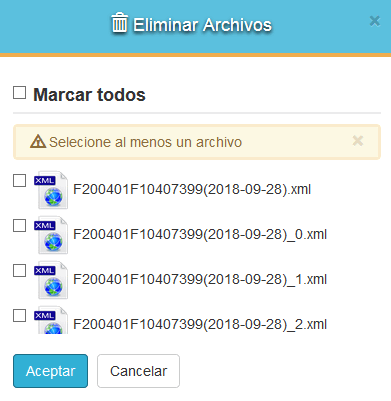 Eliminar Archivos
×
Marcar todos
Selecione al menos un archivo ×
XML F200401F10407399(2018-09-28).xml
XML F200401F10407399(2018-09-28)_0.xml
XML F200401F10407399(2018-09-28)_1.xml
XML F200401F10407399(2018-09-28)_2.xml
Aceptar Cancelar